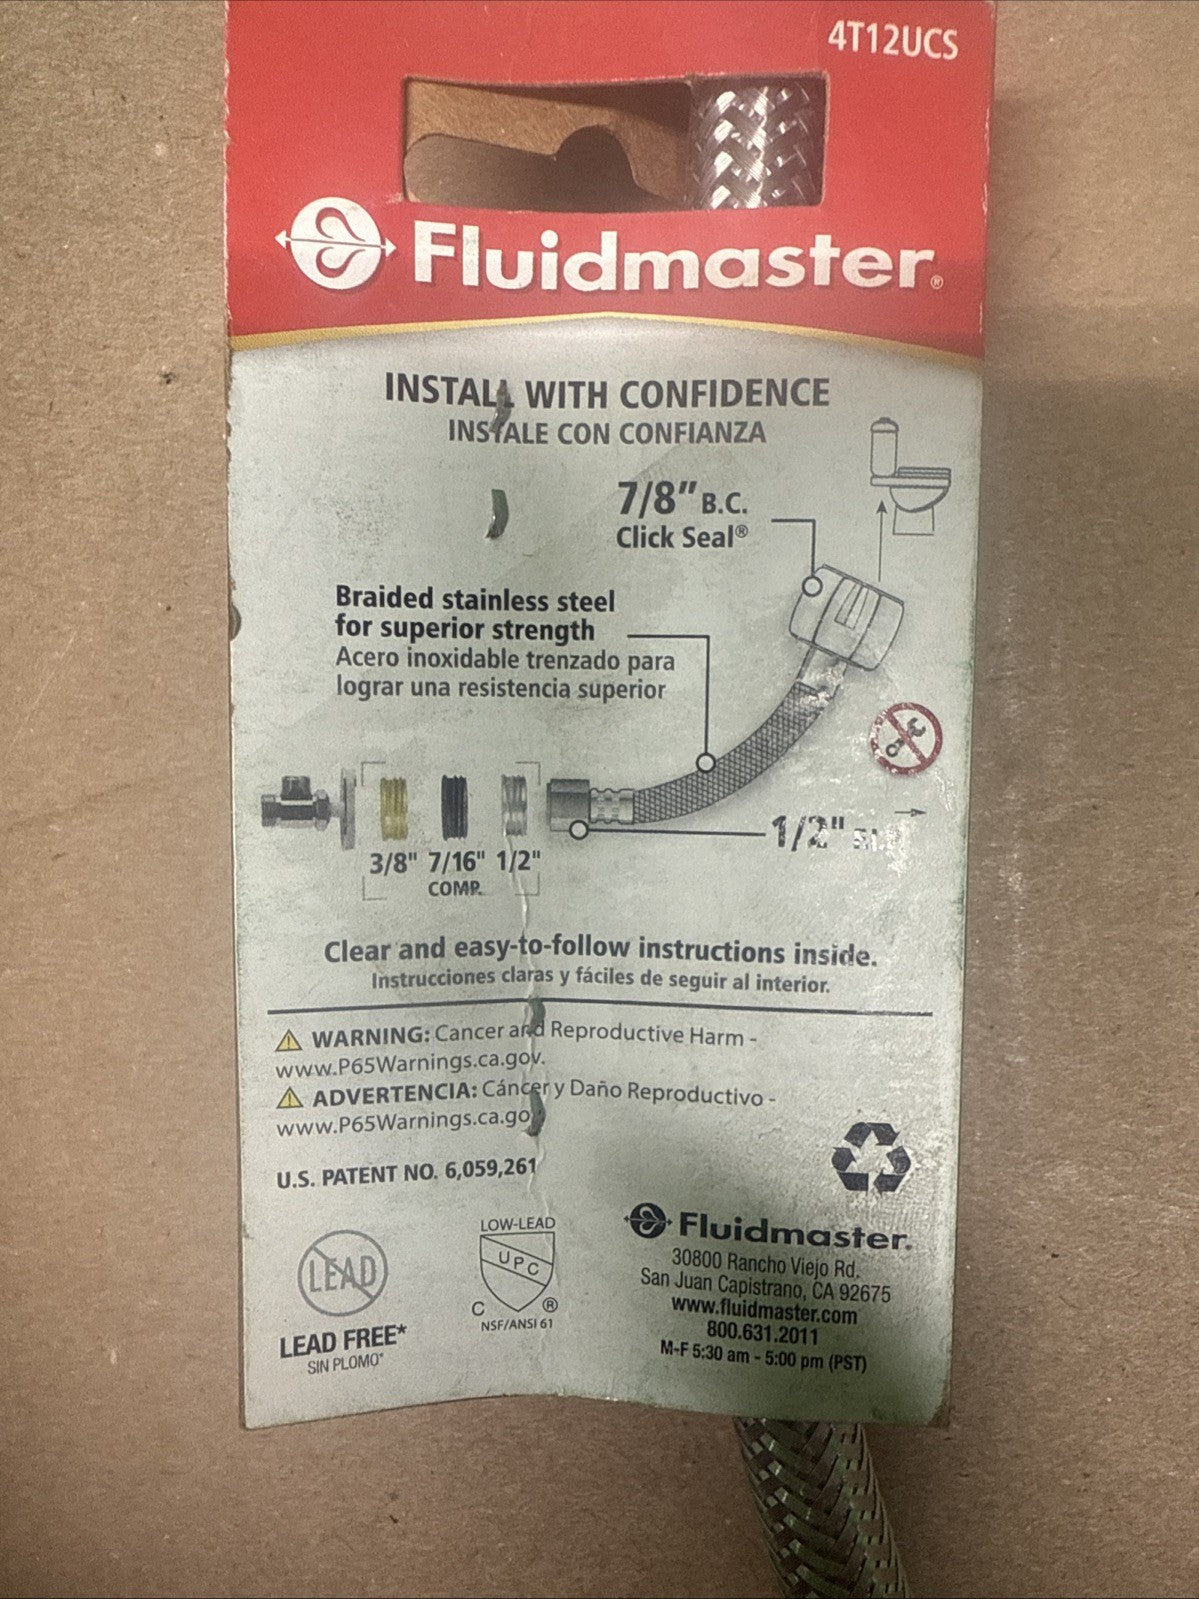 4T12UCS
Fluidmaster®
INSTALL WITH CONFIDENCE
INSTALE CON CONFIANZA
7/8" B.C.
Click Seal®
Braided stainless steel
for superior strength
Acero inoxidable trenzado para
lograr una resistencia superior
3/8" 7/16" 1/2"
COMP.
1/2"
Clear and easy-to-follow instructions inside.
Instrucciones claras y fáciles de seguir al interior.
WARNING: Cancer and Reproductive Harm -
www.P65Warnings.ca.gov.
ADVERTENCIA: Cáncer y Daño Reproductivo -
www.P65Warnings.ca.gov
U.S. PATENT NO. 6,059,261
LEAD
LEAD FREE*
SIN PLOMO*
LOW-LEAD
UPC
C ®
NSF/ANSI 61
Fluidmaster.
30800 Rancho Viejo Rd.
San Juan Capistrano, CA 92675
www.fluidmaster.com
800.631.2011
M-F 5:30 am - 5:00 pm (PST)